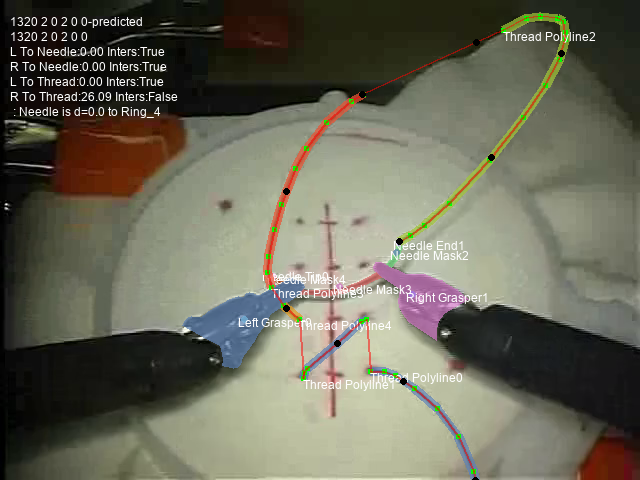 1320 2 0 2 0 0-predicted
1320 2 0 2 0 0
L To Needle:0.00 Inters:True
R To Needle:0.00 Inters:True
L To Thread:0.00 Inters:True
R To Thread:26.09 Inters:False
: Needle is d=0.0 to Ring_4
Thread Polyline2
Needle End1
Needle Mask2
Needle Tip0
Needle Mask4
Needle Mask3
Thread Polyline3
Right Grasper1
Left Grasper0
Thread Polyline4
Thread Polyline0
Thread Polyline1